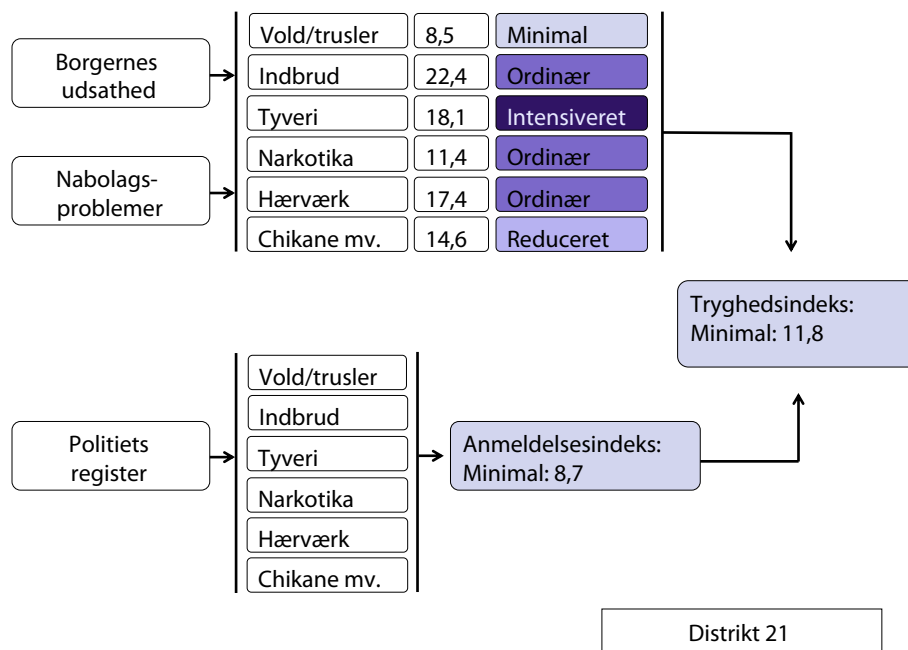 Borgernes
udsathed
Nabolags-
problemer
Vold/trusler 8,5 Minimal
Indbrud 22,4 Ordinær
Tyveri 18,1 Intensiveret
Narkotika 11,4 Ordinær
Hærværk 17,4 Ordinær
Chikane mv. 14,6 Reduceret
Tryghedsindeks:
Minimal: 11,8
Politiets
register
Vold/trusler
Indbrud
Tyveri
Narkotika
Hærværk
Chikane mv.
Anmeldelsesindeks:
Minimal: 8,7
Distrikt 21